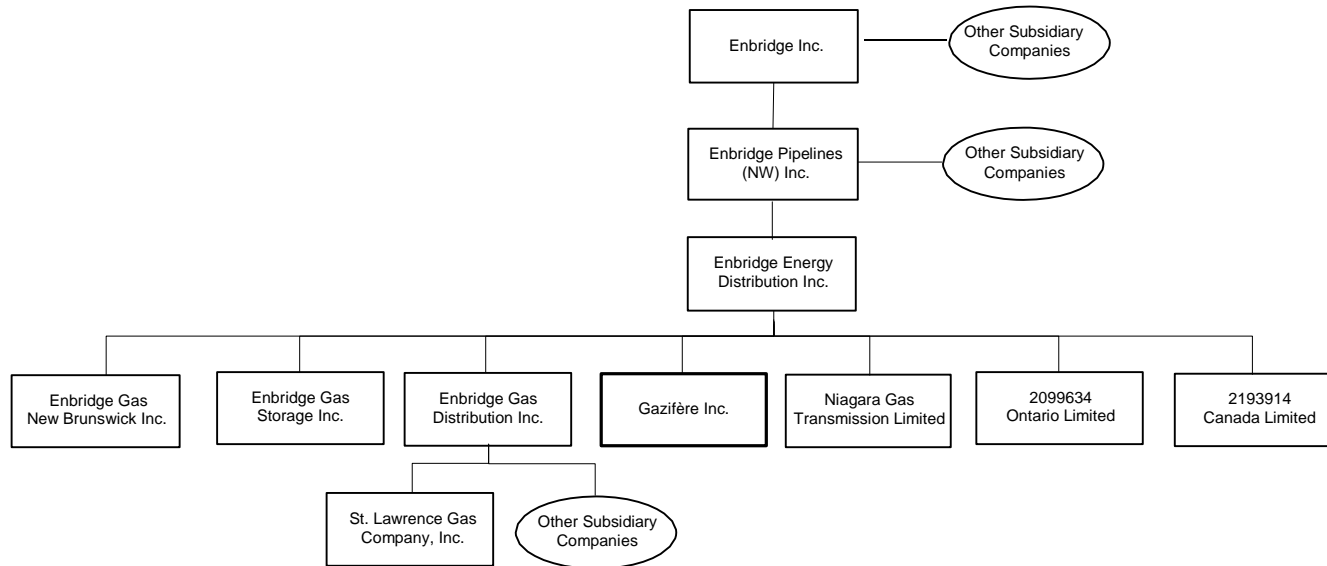 Enbridge Inc.
Other Subsidiary
Companies
Enbridge Pipelines
(NW) Inc.
Other Subsidiary
Companies
Enbridge Energy
Distribution Inc.
Enbridge Gas
New Brunswick Inc.
Enbridge Gas
Storage Inc.
Enbridge Gas
Distribution Inc.
Gazifère Inc.
Niagara Gas
Transmission Limited
2099634
Ontario Limited
2193914
Canada Limited
St. Lawrence Gas
Company, Inc.
Other Subsidiary
Companies